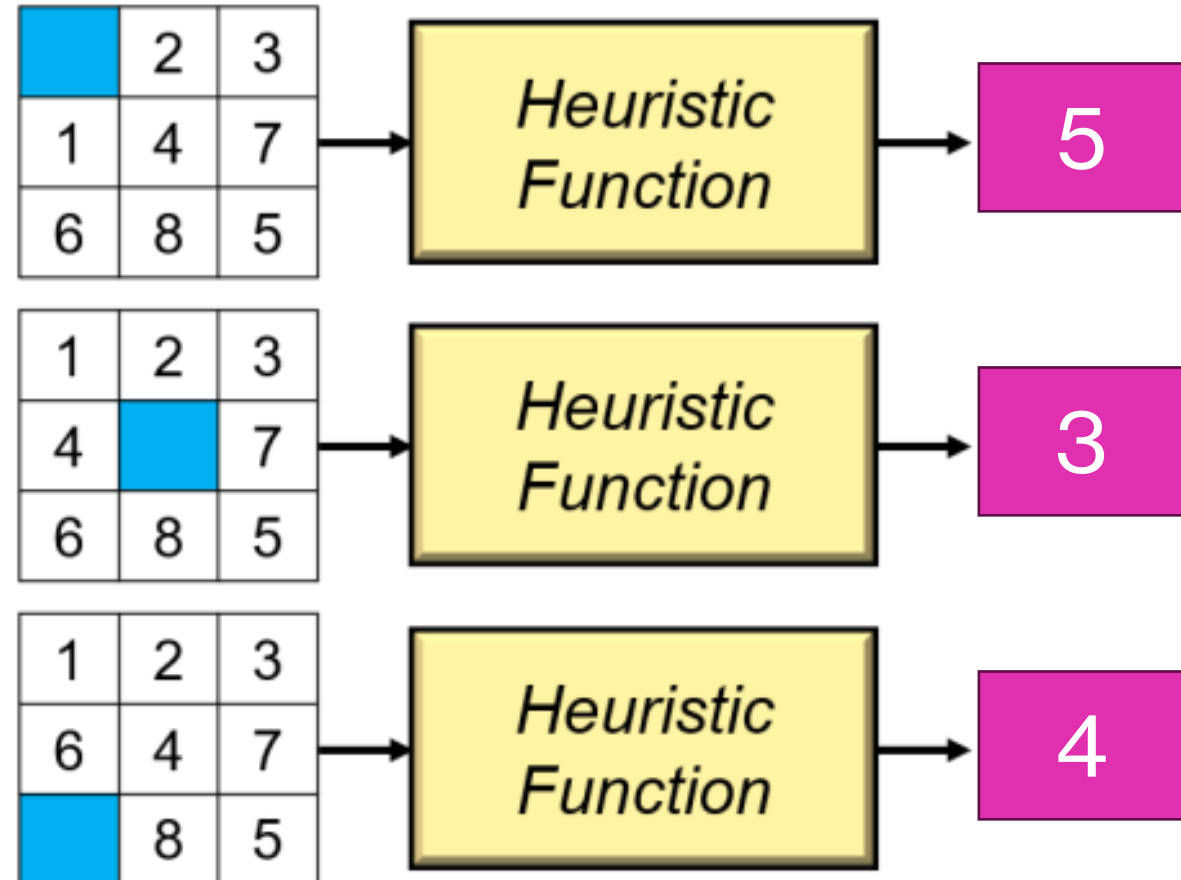 2 3
1 4 7
6 8 5
Heuristic
Function
5
1 2 3
4 7
6 8 5
Heuristic
Function
3
1 2 3
6 4 7
8 5
Heuristic
Function
4